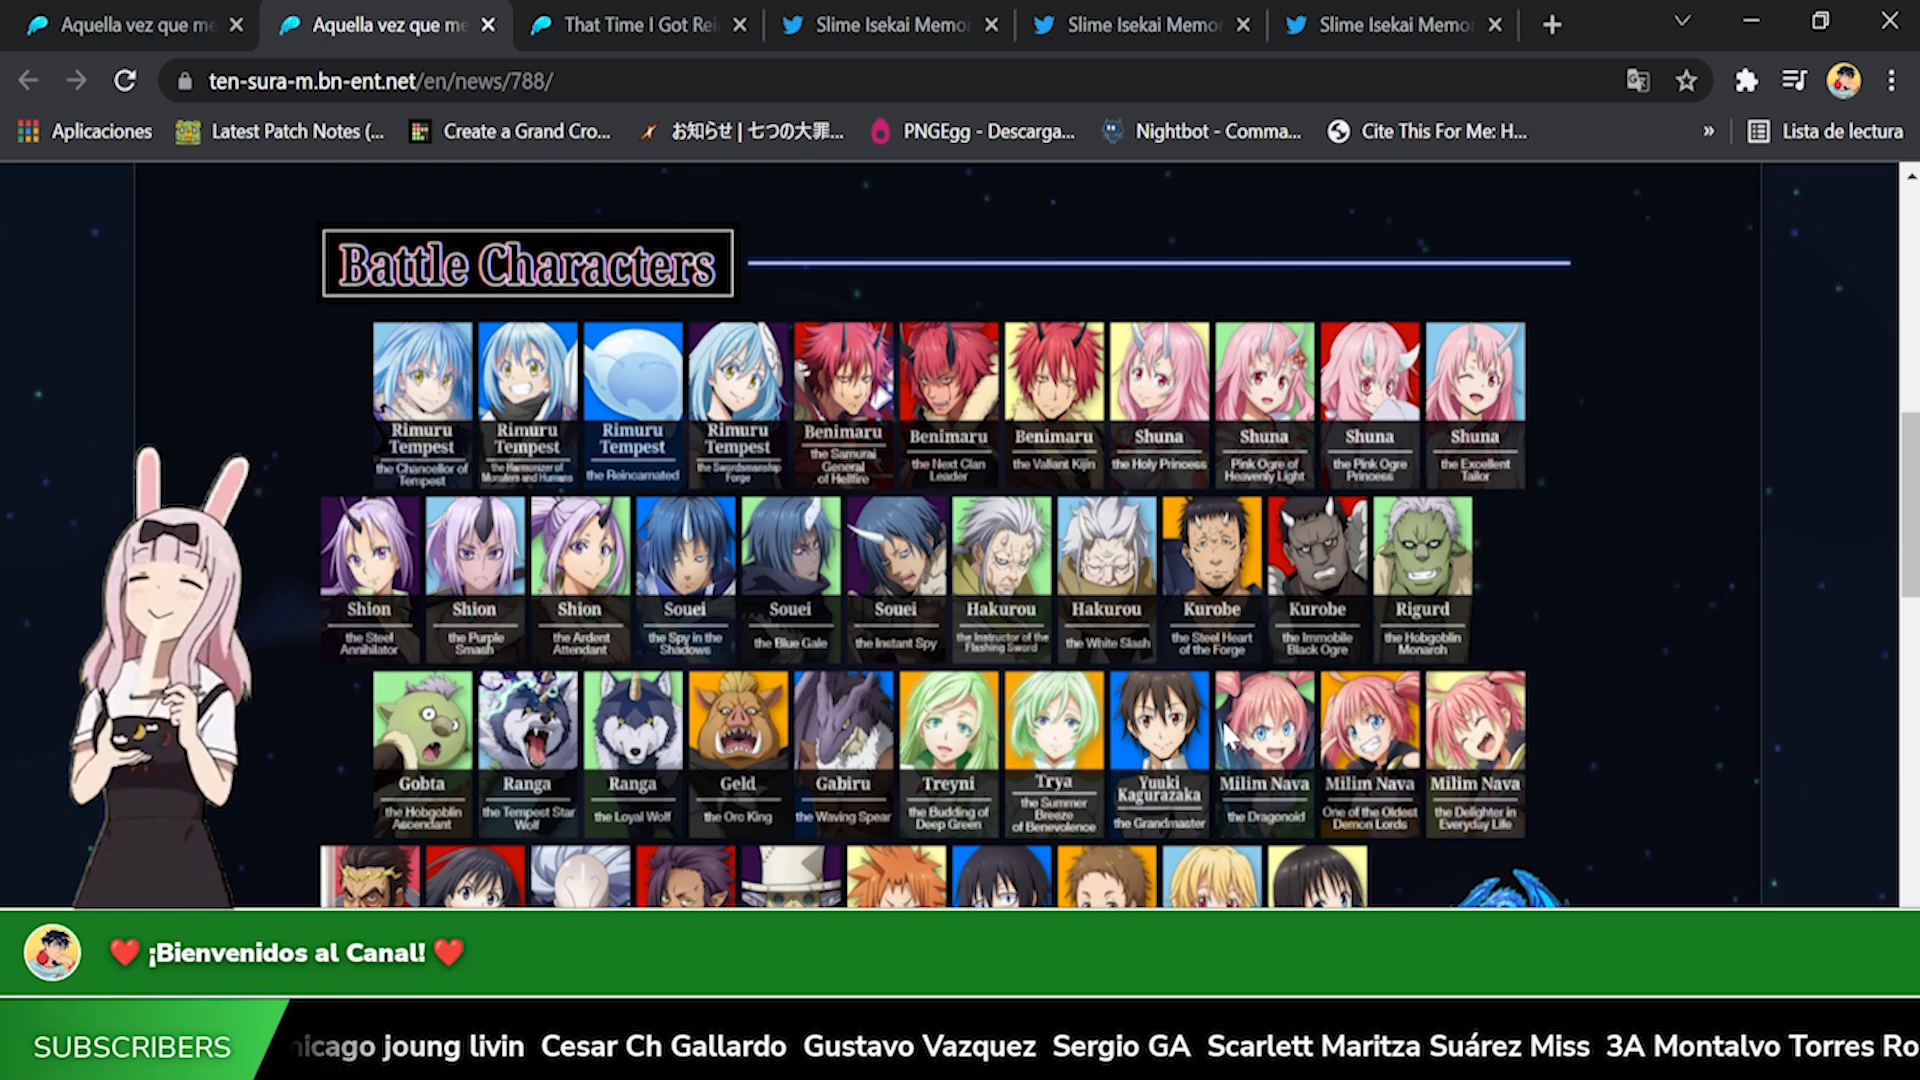 Aquella vez que me
Aquella vez que me
That Time I Got Rei
Slime Isekai Memor
Slime Isekai Memor
Slime Isekai Memor
ten-sura-m.bn-ent.net/en/news/788/
Aplicaciones
Latest Patch Notes (...
Create a Grand Cro...
お知らせ | 七つの大罪...
PNGEgg - Descarga...
Nightbot - Comma...
Cite This For Me: H...
»
Lista de lectura
Battle Characters
Rimuru Tempest
the Chancellor of Tempest
Rimuru Tempest
the Harmonizer of Monsters and Humans
Rimuru Tempest
the Reincarnated
Rimuru Tempest
the Swordsmanship Forge
Benimaru
the Samurai General of Hellfire
Benimaru
the Next Clan Leader
Benimaru
the Valiant Kijin
Shuna
the Holy Princess
Shuna
Pink Ogre of Heavenly Light
Shuna
the Pink Ogre Princess
Shuna
the Excellent Tailor
Shion
the Steel Annihilator
Shion
the Purple Smash
Shion
the Ardent Attendant
Souei
the Spy in the Shadows
Souei
the Blue Gale
Souei
the Instant Spy
Hakurou
the Instructor of the Flashing Sword
Hakurou
the White Slash
Kurobe
the Steel Heart of the Forge
Kurobe
the Immobile Black Ogre
Rigurd
the Hobgoblin Monarch
Gobta
the Hobgoblin Ascendant
Ranga
the Tempest Star Wolf
Ranga
the Loyal Wolf
Geld
the Orc King
Gabiru
the Waving Spear
Treyni
the Budding of Deep Green
Trya
the Summer Breeze of Benevolence
Yuuki Kagurazaka
the Grandmaster
Milim Nava
the Dragonoid
Milim Nava
One of the Oldest Demon Lords
Milim Nava
the Delighter in Everyday Life
❤️ ¡Bienvenidos al Canal! ❤️
SUBSCRIBERS
nicago joung livin Cesar Ch Gallardo Gustavo Vazquez Sergio GA Scarlett Maritza Suárez Miss 3A Montalvo Torres Ro